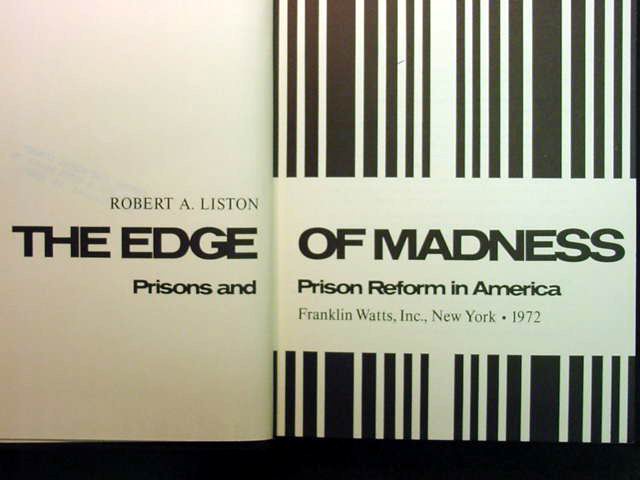 ROBERT A. LISTON
THE EDGE OF MADNESS
Prisons and Prison Reform in America
Franklin Watts, Inc., New York • 1972